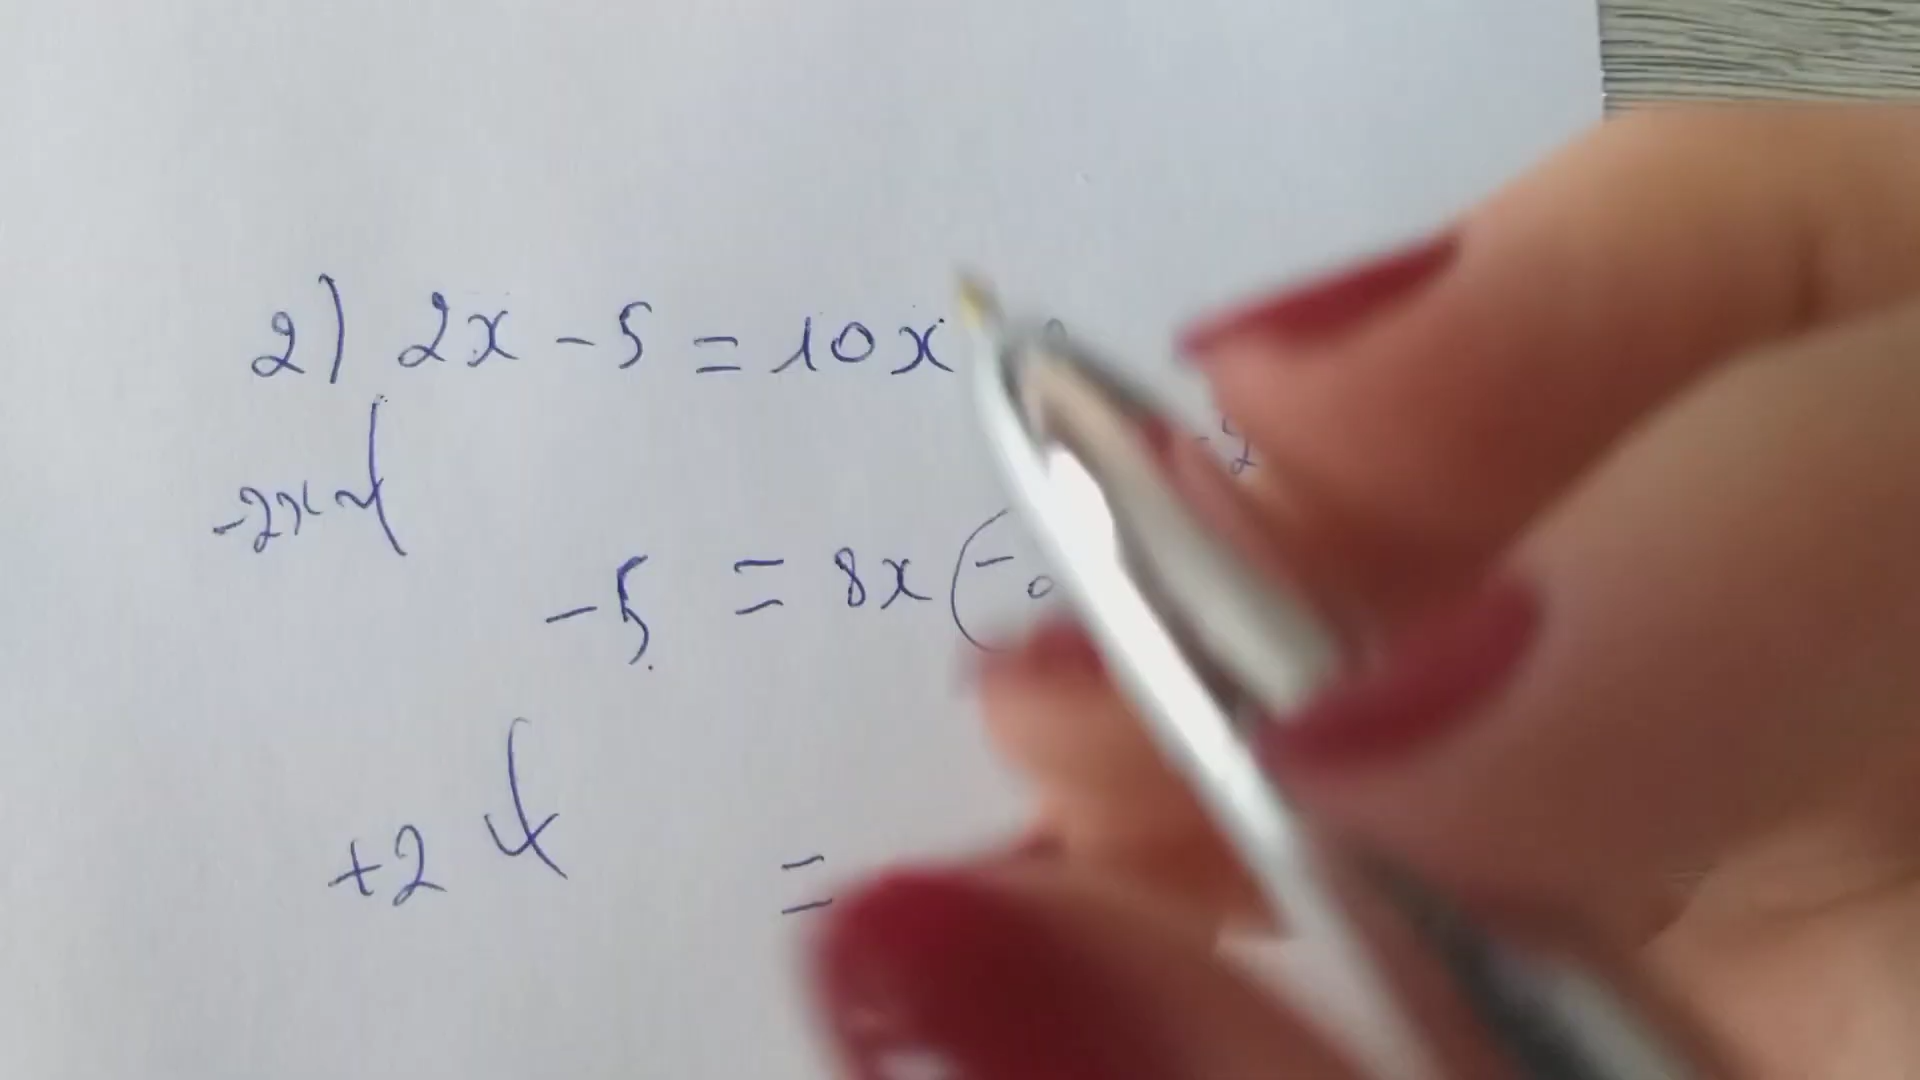 2) 2x - 5 = 10x
-2x
-5 = 8x (-
+2 =